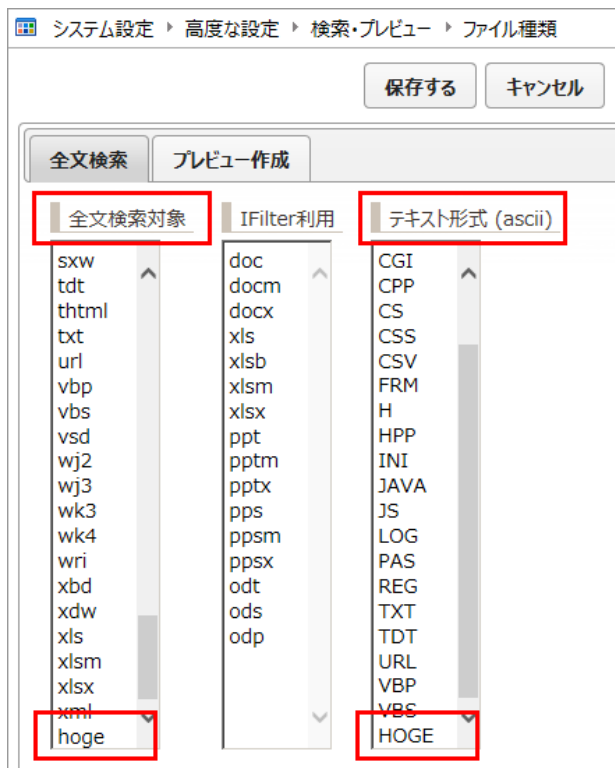 システム設定 ▶ 高度な設定 ▶ 検索・プレビュー ▶ ファイル種類
保存する キャンセル
全文検索 プレビュー作成
全文検索対象
sxw
tdt
thtml
txt
url
vbp
vbs
vsd
wj2
wj3
wk3
wk4
wri
xbd
xdw
xls
xlsm
xlsx
xml
hoge
IFilter利用
doc
docm
docx
xls
xlsb
xlsm
xlsx
ppt
pptm
pptx
pps
ppsm
ppsx
odt
ods
odp
テキスト形式 (ascii)
CGI
CPP
CS
CSS
CSV
FRM
H
HPP
INI
JAVA
JS
LOG
PAS
REG
TXT
TDT
URL
VBP
VBS
HOGE